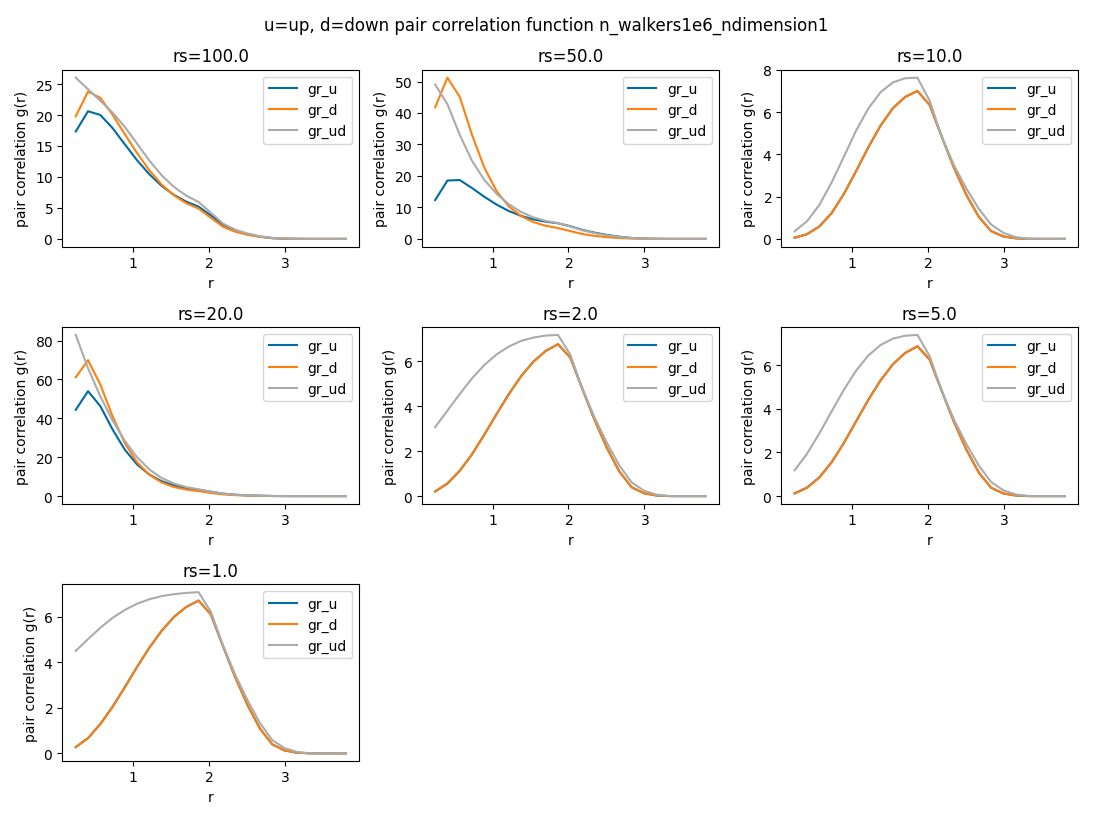 u=up, d=down pair correlation function n_walkers1e6_ndimension1
rs=100.0
pair correlation g(r)
25
20
15
10
5
0
gr_u
gr_d
gr_ud
1
2
3
r
rs=50.0
pair correlation g(r)
50
40
30
20
10
0
gr_u
gr_d
gr_ud
1
2
3
r
rs=10.0
pair correlation g(r)
8
6
4
2
0
gr_u
gr_d
gr_ud
1
2
3
r
rs=20.0
pair correlation g(r)
80
60
40
20
0
gr_u
gr_d
gr_ud
1
2
3
r
rs=2.0
pair correlation g(r)
6
4
2
0
gr_u
gr_d
gr_ud
1
2
3
r
rs=5.0
pair correlation g(r)
6
4
2
0
gr_u
gr_d
gr_ud
1
2
3
r
rs=1.0
pair correlation g(r)
6
4
2
0
gr_u
gr_d
gr_ud
1
2
3
r